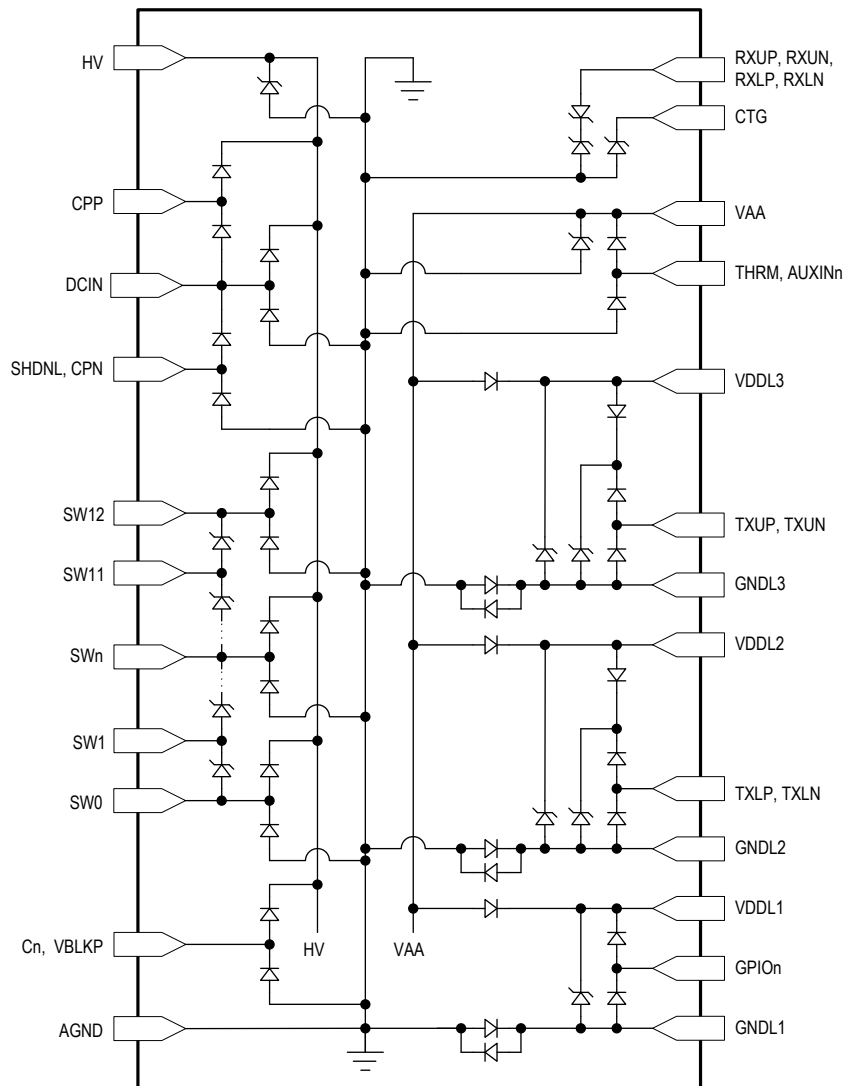 HV
CPP
DCIN
SHDNL, CPN
SW12
SW11
SWn
SW1
SW0
Cn, VBLKP
AGND
HV
VAA
RXUP, RXUN,
RXLP, RXLN
CTG
VAA
THRM, AUXINn
VDDL3
TXUP, TXUN
GNDL3
VDDL2
TXLP, TXLN
GNDL2
VDDL1
GPIOn
GNDL1